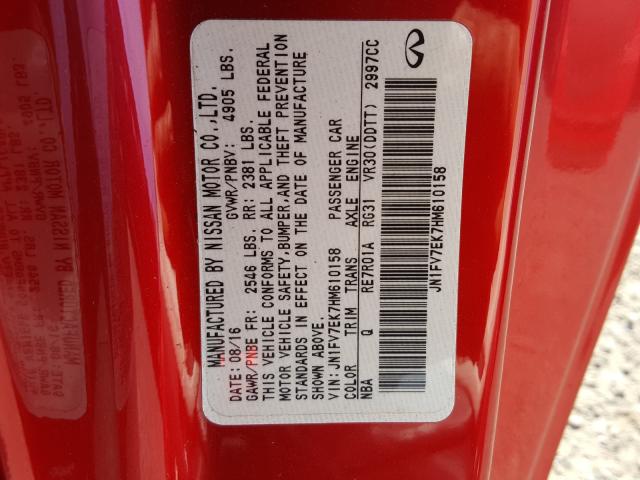 MANUFACTURED BY NISSAN MOTOR CO.,LTD.
DATE: 08/16 GVWR/PNBV: 4905 LBS.
GAWR/PNBE FR: 2546 LBS. RR: 2381 LBS.
THIS VEHICLE CONFORMS TO ALL APPLICABLE FEDERAL
MOTOR VEHICLE SAFETY,BUMPER,AND THEFT PREVENTION
STANDARDS IN EFFECT ON THE DATE OF MANUFACTURE
SHOWN ABOVE.
VIN: JN1FV7EK7HM610158 PASSENGER CAR
COLOR TRIM TRANS AXLE ENGINE
NBA Q RE7R01A RG31 VR30(DDTT) 2997CC
JN1FV7EK7HM610158